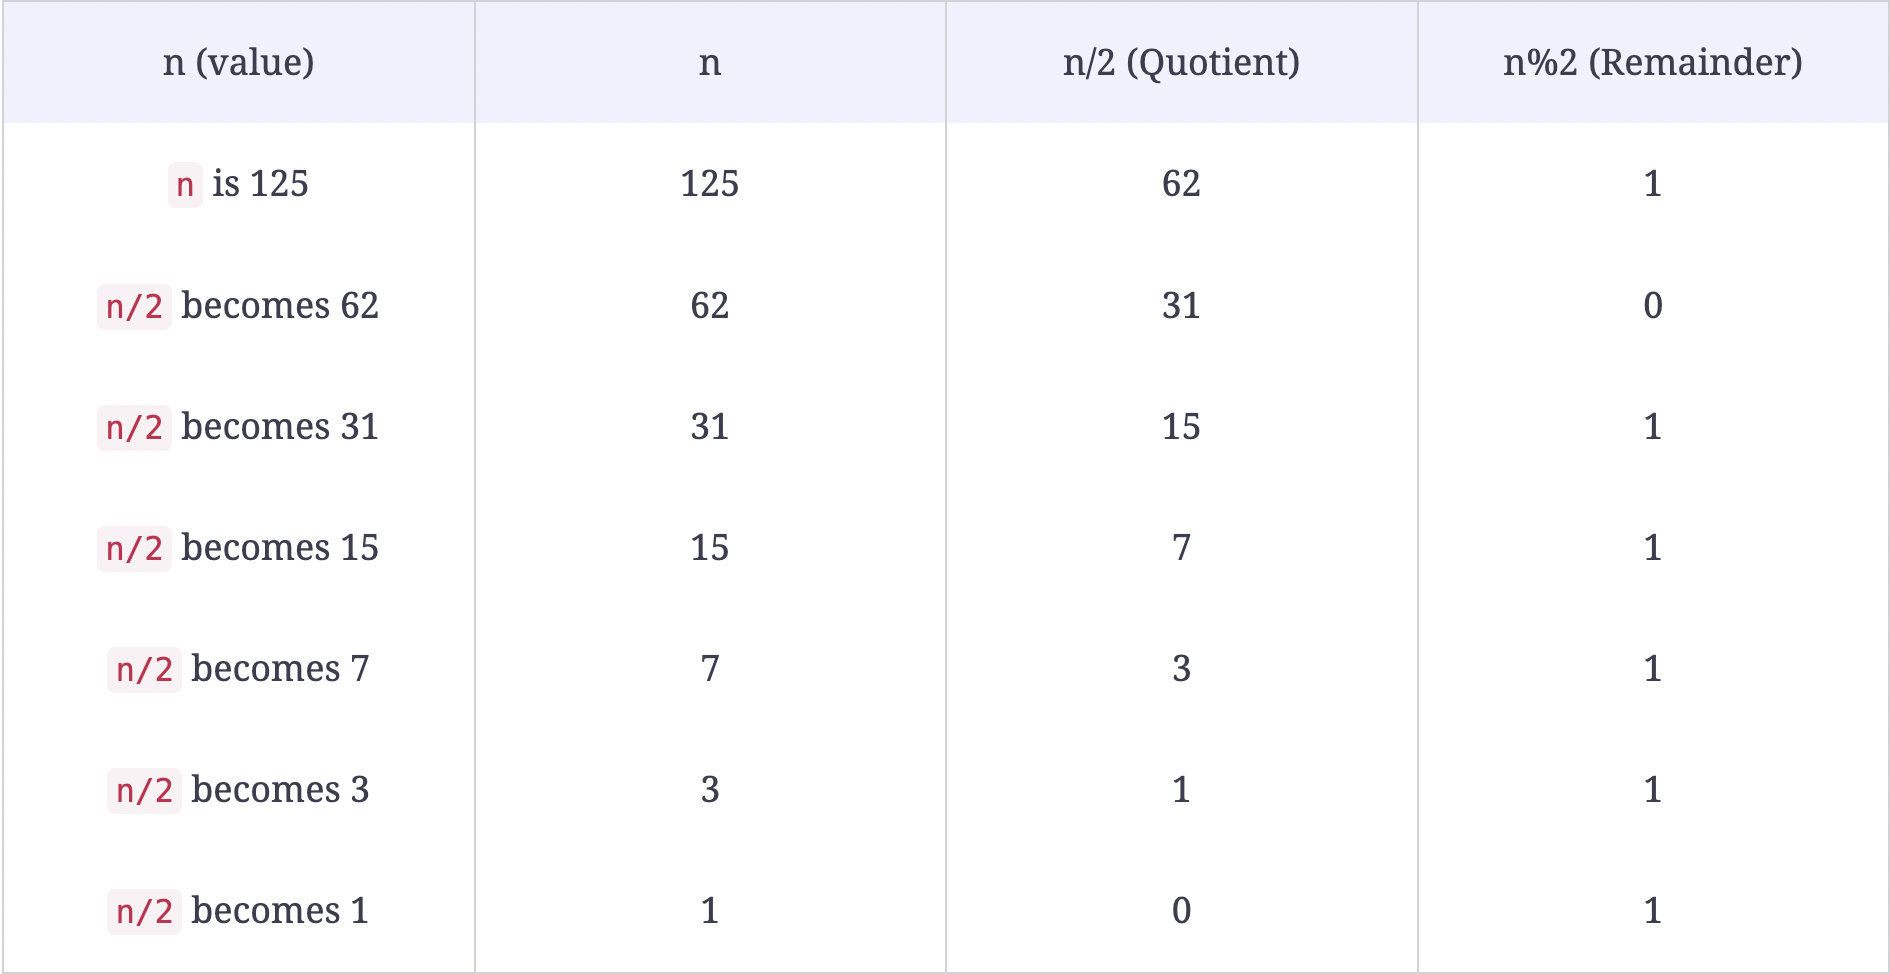 n (value) n n/2 (Quotient) n%2 (Remainder)
n is 125 125 62 1
n/2 becomes 62 62 31 0
n/2 becomes 31 31 15 1
n/2 becomes 15 15 7 1
n/2 becomes 7 7 3 1
n/2 becomes 3 3 1 1
n/2 becomes 1 1 0 1